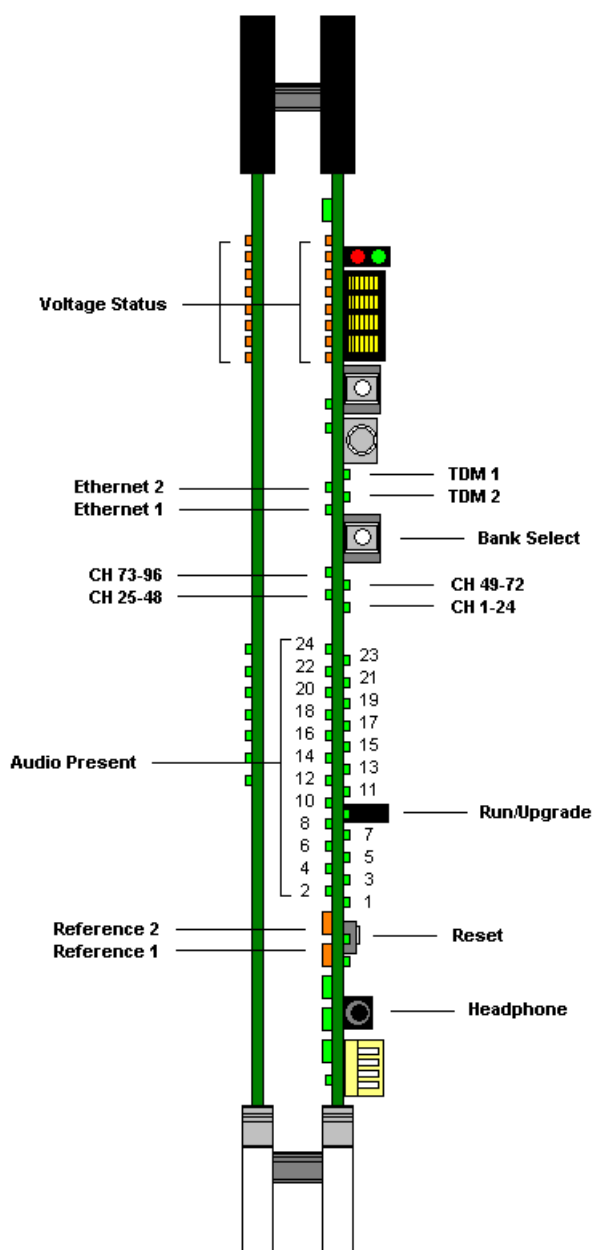 Voltage Status
TDM 1
Ethernet 2
TDM 2
Ethernet 1
Bank Select
CH 73-96
CH 49-72
CH 25-48
CH 1-24
24
23
22
21
20
19
18
17
16
15
14
Audio Present
13
12
11
10
Run/Upgrade
8
7
6
5
4
3
2
1
Reference 2
Reset
Reference 1
Headphone